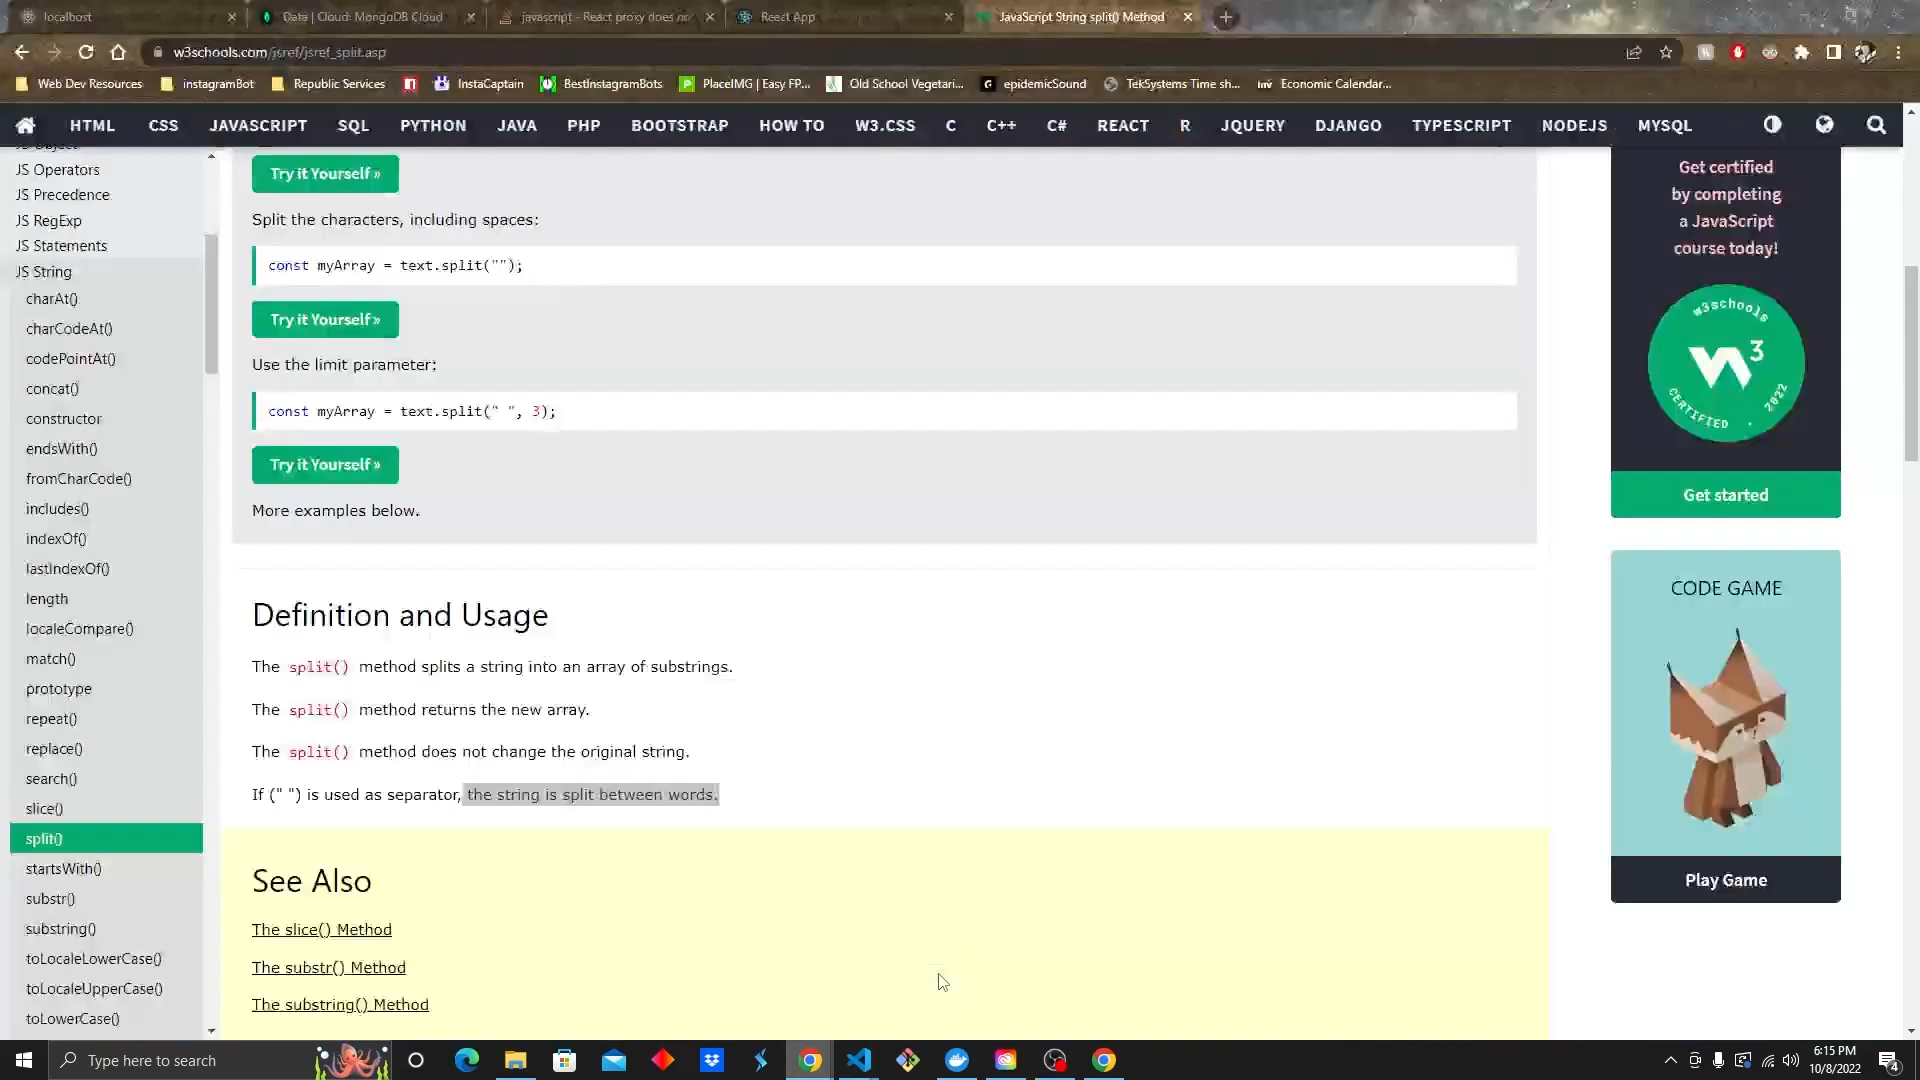 localhost
Data | Cloud: MongoDB Cloud
javascript - React proxy does no
React App
JavaScript String split() Method
w3schools.com/jsref/jsref_split.asp
Web Dev Resources
instagramBot
Republic Services
InstaCaptain
BestInstagramBots
PlaceIMG | Easy FP...
Old School Vegetari...
epidemicSound
TekSystems Time sh...
inv Economic Calendar...
HTML CSS JAVASCRIPT SQL PYTHON JAVA PHP BOOTSTRAP HOW TO W3.CSS C C++ C# REACT R JQUERY DJANGO TYPESCRIPT NODEJS MYSQL
JS Object
JS Operators
JS Precedence
JS RegExp
JS Statements
JS String
charAt()
charCodeAt()
codePointAt()
concat()
constructor
endsWith()
fromCharCode()
includes()
indexOf()
lastIndexOf()
length
localeCompare()
match()
prototype
repeat()
replace()
search()
slice()
split()
startsWith()
substr()
substring()
toLocaleLowerCase()
toLocaleUpperCase()
toLowerCase()
Try it Yourself »
Split the characters, including spaces:
const myArray = text.split("");
Try it Yourself »
Use the limit parameter:
const myArray = text.split(" ", 3);
Try it Yourself »
More examples below.
Definition and Usage
The split() method splits a string into an array of substrings.
The split() method returns the new array.
The split() method does not change the original string.
If (" ") is used as separator, the string is split between words.
See Also
The slice() Method
The substr() Method
The substring() Method
Get certified
by completing
a JavaScript
course today!
w3schools
W3
CERTIFIED . 2022
Get started
CODE GAME
Play Game
Type here to search
6:15 PM
10/8/2022
4